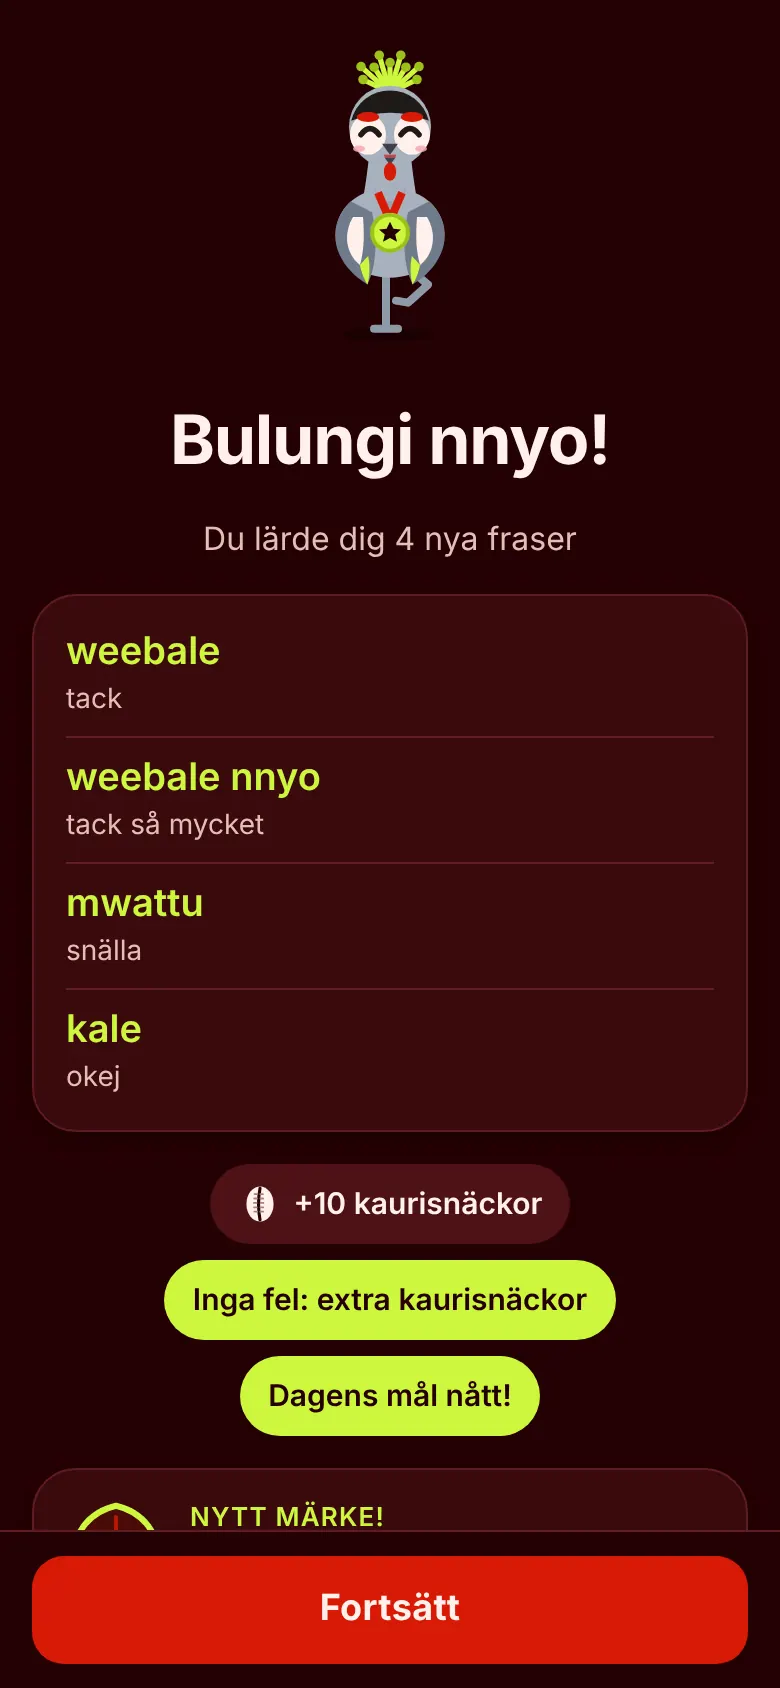 Bulungi nnyo!
Du lärde dig 4 nya fraser
weebale
tack
weebale nnyo
tack så mycket
mwattu
snälla
kale
okej
+10 kaurisnäckor
Inga fel: extra kaurisnäckor
Dagens mål nått!
NYTT MÄRKE!
Fortsätt